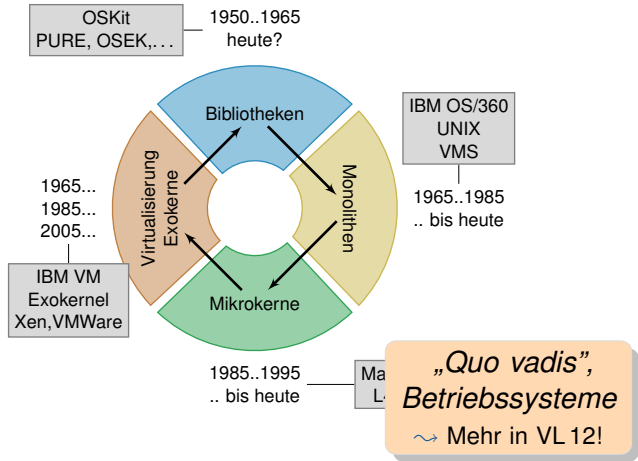 OSKit
PURE, OSEK,...
1950..1965
heute?
Bibliotheken
IBM OS/360
UNIX
VMS
1965..1985
.. bis heute
Monolithen
Virtualisierung
Exokerne
1965...
1985...
2005...
IBM VM
Exokernel
Xen,VMWare
Mikrokerne
1985..1995
.. bis heute
„Quo vadis”,
Betriebssysteme
⤳ Mehr in VL 12!